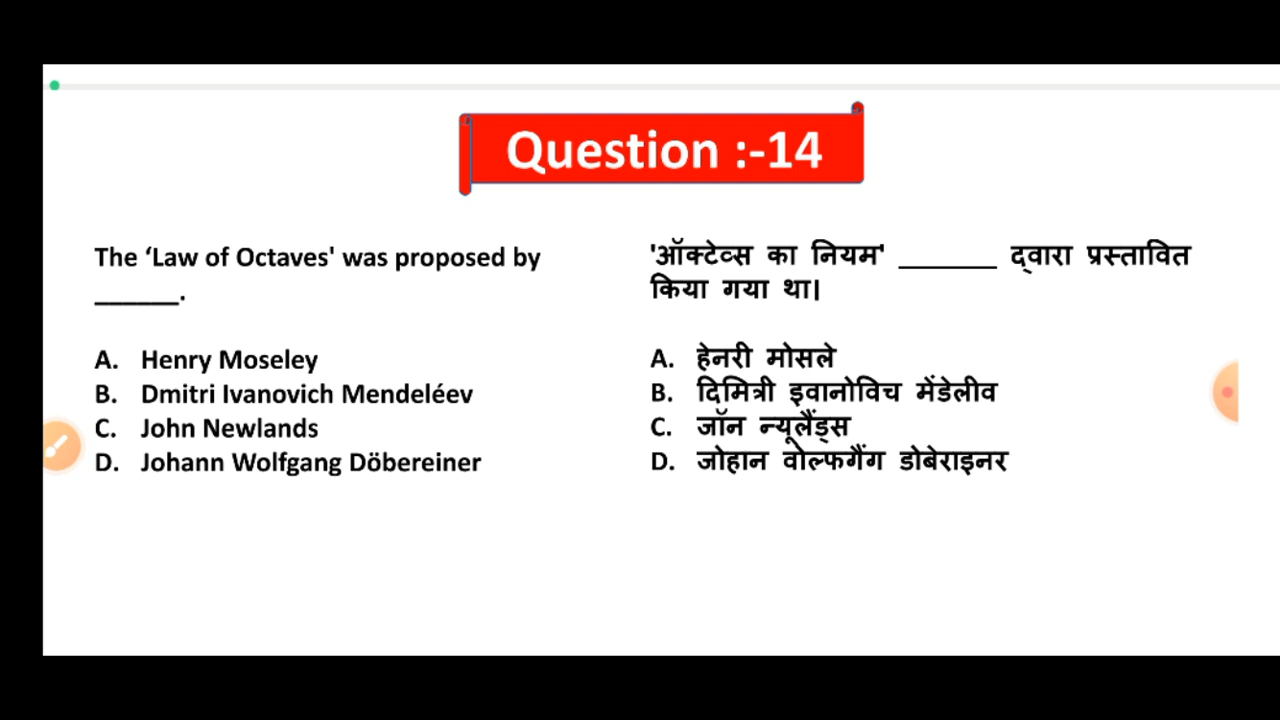 Question :-14
The ‘Law of Octaves' was proposed by
______.
A. Henry Moseley
B. Dmitri Ivanovich Mendeléev
C. John Newlands
D. Johann Wolfgang Döbereiner
'ऑक्टेव्स का नियम' _______ द्वारा प्रस्तावित
किया गया था।
A. हेनरी मोसले
B. दिमित्री इवानोविच मेंडेलीव
C. जॉन न्यूलैंड्स
D. जोहान वोल्फगैंग डोबेराइनर